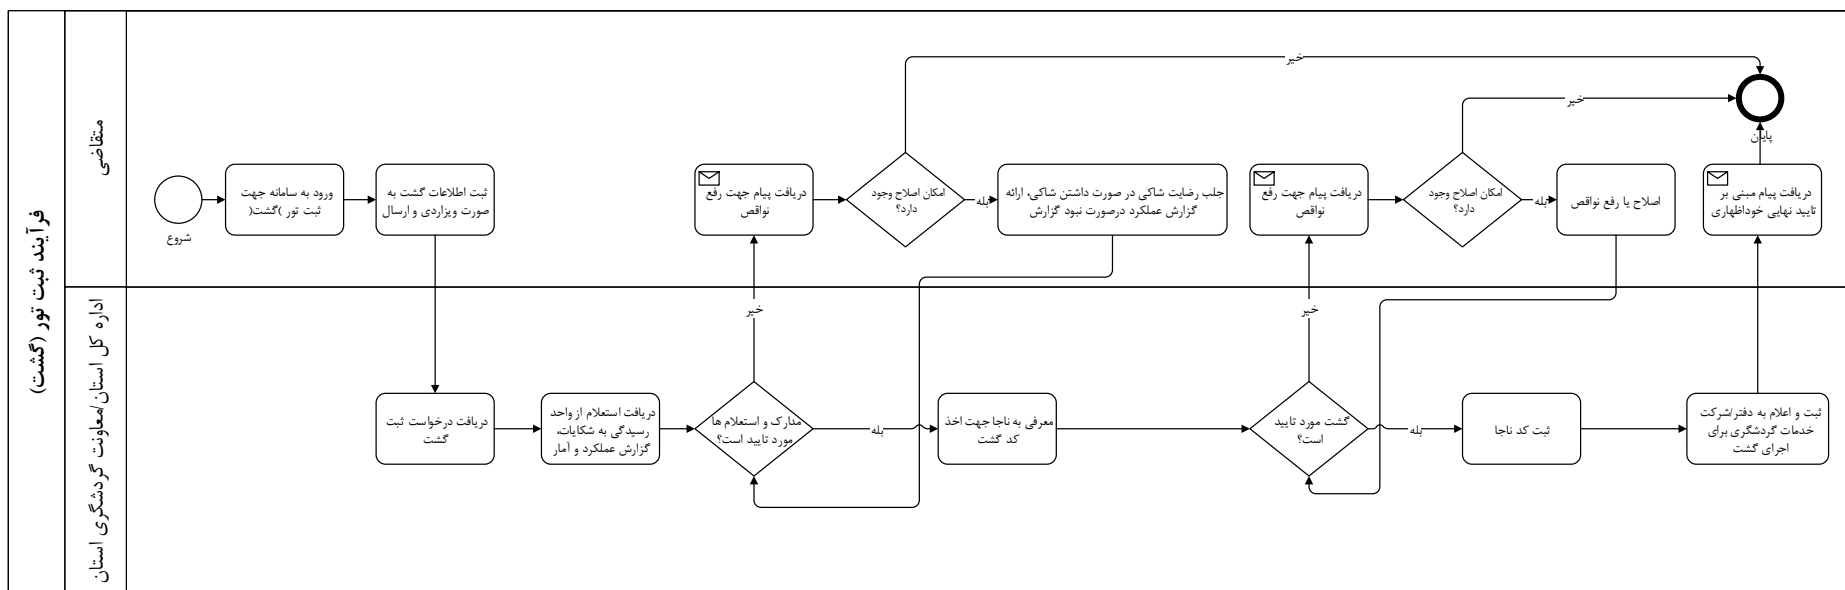 فرآیند ثبت تور (گشت)
متقاضی
شروع
ورود به سامانه جهت
ثبت تور )گشت(
ثبت اطلاعات گشت به
صورت ویزاردی و ارسال
دریافت پیام جهت رفع
نواقص
امکان اصلاح وجود
دارد؟
خیر
بله
جلب رضایت شاکی در صورت داشتن شاکی، ارائه
گزارش عملکرد درصورت نبود گزارش
دریافت پیام جهت رفع
نواقص
امکان اصلاح وجود
دارد؟
خیر
بله
اصلاح یا رفع نواقص
دریافت پیام مبنی بر
تایید نهایی خوداظهاری
پایان
اداره کل استان/معاونت گردشگری استان
دریافت درخواست ثبت
گشت
دریافت استعلام از واحد
رسیدگی به شکایات،
گزارش عملکرد و آمار
مدارک و استعلام ها
مورد تایید است؟
خیر
بله
معرفی به ناجا جهت اخذ
کد گشت
گشت مورد تایید
است؟
خیر
بله
ثبت کد ناجا
ثبت و اعلام به دفتر/شرکت
خدمات گردشگری برای
اجرای گشت